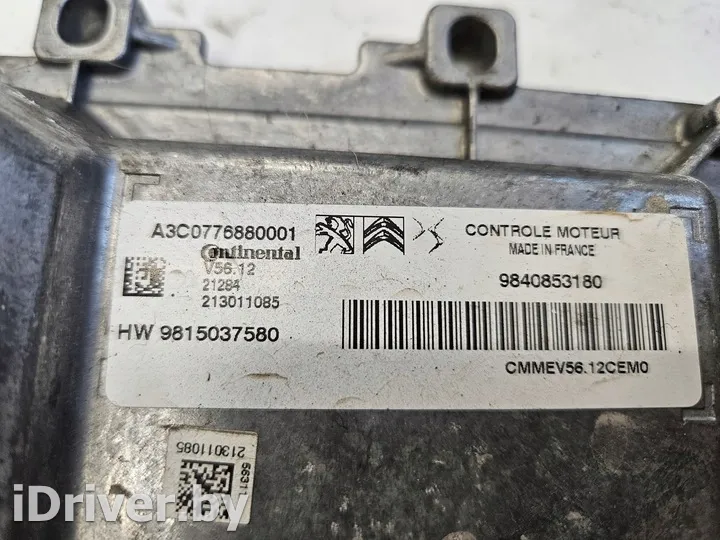 A3C0776880001
Continental
V56.12
21284
213011085
HW 9815037580
CONTROLE MOTEUR
MADE IN FRANCE
9840853180
CMMEV56.12CEM0
213011085
iDriver.by